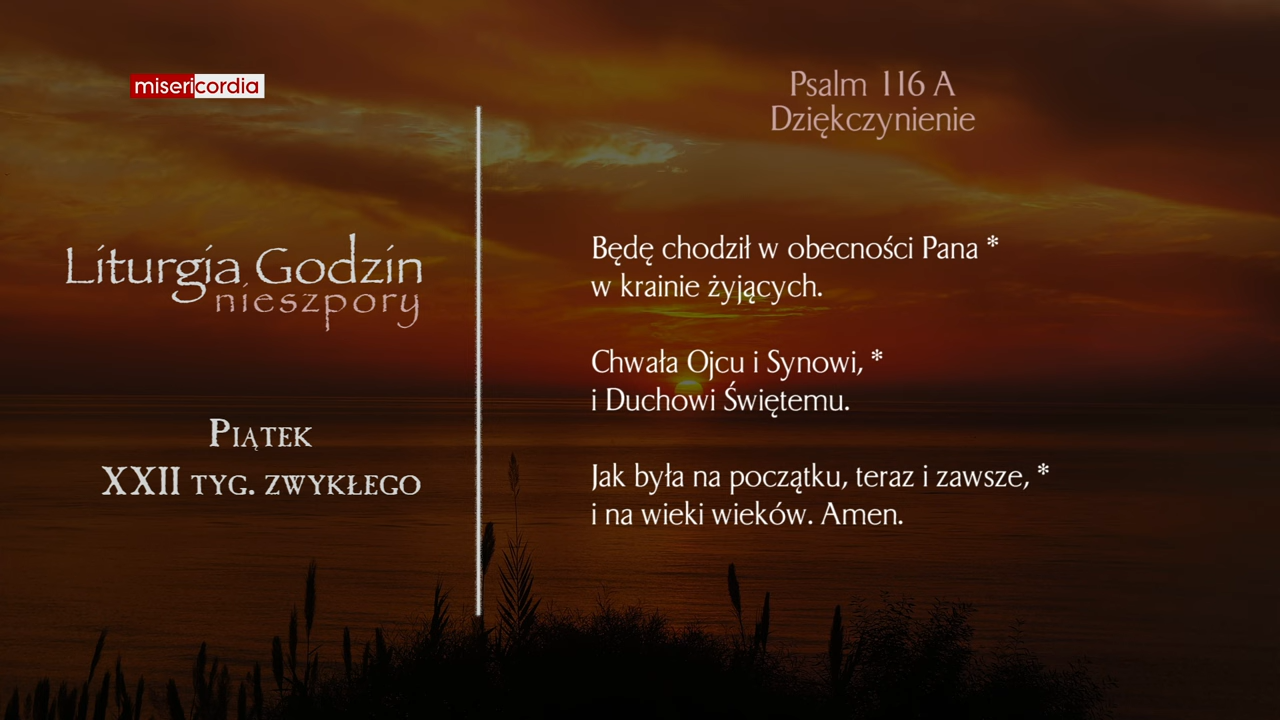 misericordia
Liturgia Godzin
nieszpory
Piątek
XXII tyg. zwykłego
Psalm 116 A
Dziękczynienie
Będę chodził w obecności Pana *
w krainie żyjących.
Chwała Ojcu i Synowi, *
i Duchowi Świętemu.
Jak była na początku, teraz i zawsze, *
i na wieki wieków. Amen.